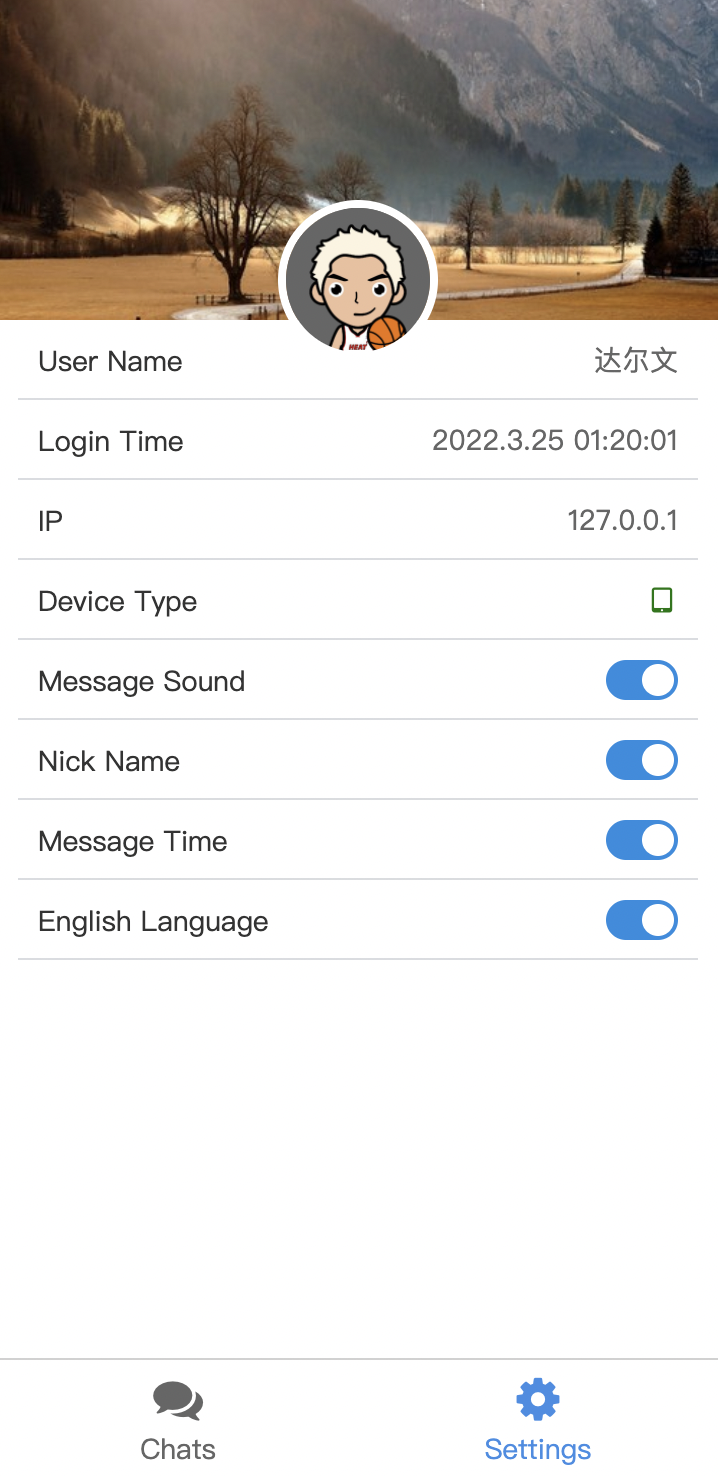 HEAT
User Name 达尔文
Login Time 2022.3.25 01:20:01
IP 127.0.0.1
Device Type
Message Sound
Nick Name
Message Time
English Language
Chats Settings